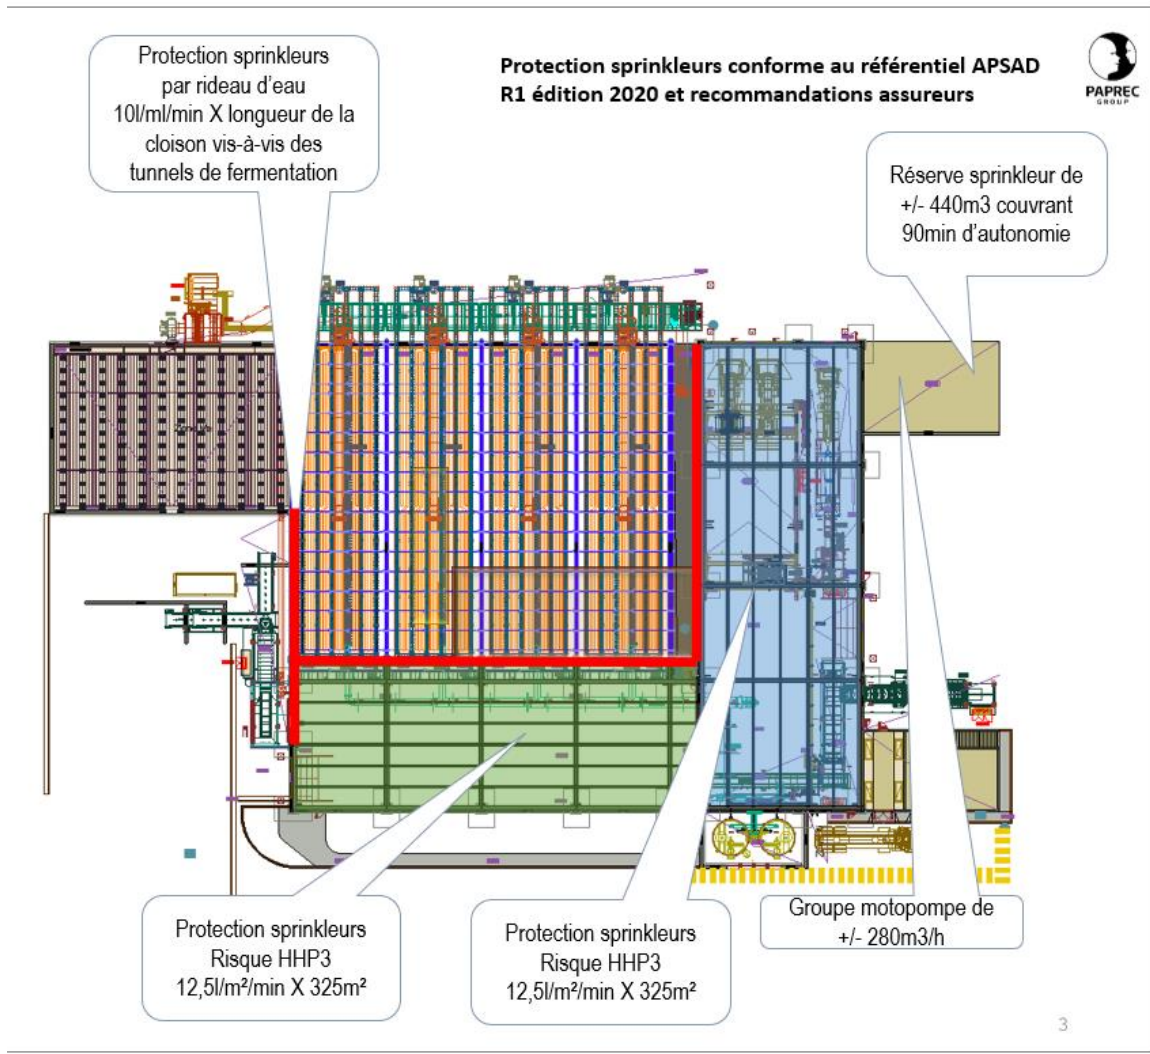 Protection sprinkleurs
par rideau d'eau
10l/ml/min X longueur de la
cloison vis-à-vis des
tunnels de fermentation
Protection sprinkleurs conforme au référentiel APSAD
R1 édition 2020 et recommandations assureurs
PAPREC
GROUP
Réserve sprinkleur de
+/- 440m3 couvrant
90min d'autonomie
Protection sprinkleurs
Risque HHP3
12,5l/m²/min X 325m²
Protection sprinkleurs
Risque HHP3
12,5l/m²/min X 325m²
Groupe motopompe de
+/- 280m3/h
3